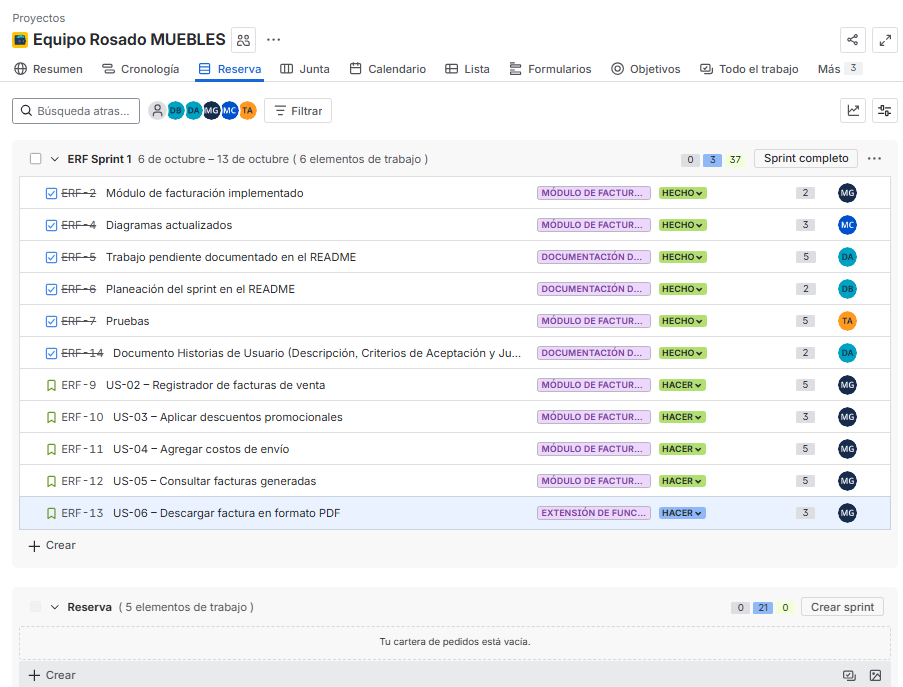 Proyectos
Equipo Rosado MUEBLES
Resumen Cronología Reserva Junta Calendario Lista Formularios Objetivos Todo el trabajo Más 3
Búsqueda atras... DB DA MG MC TA Filtrar
ERF Sprint 1 6 de octubre – 13 de octubre ( 6 elementos de trabajo ) 0 3 37 Sprint completo
ERF-2 Módulo de facturación implementado MÓDULO DE FACTUR... HECHO 2 MG
ERF-4 Diagramas actualizados MÓDULO DE FACTUR... HECHO 3 MC
ERF-5 Trabajo pendiente documentado en el README DOCUMENTACIÓN D... HECHO 5 DA
ERF-6 Planeación del sprint en el README DOCUMENTACIÓN D... HECHO 2 DB
ERF-7 Pruebas MÓDULO DE FACTUR... HECHO 5 TA
ERF-14 Documento Historias de Usuario (Descripción, Criterios de Aceptación y Ju... DOCUMENTACIÓN D... HECHO 2 DA
ERF-9 US-02 – Registrador de facturas de venta MÓDULO DE FACTUR... HACER 5 MG
ERF-10 US-03 – Aplicar descuentos promocionales MÓDULO DE FACTUR... HACER 3 MG
ERF-11 US-04 – Agregar costos de envío MÓDULO DE FACTUR... HACER 5 MG
ERF-12 US-05 – Consultar facturas generadas MÓDULO DE FACTUR... HACER 5 MG
ERF-13 US-06 – Descargar factura en formato PDF EXTENSIÓN DE FUNC... HACER 3 MG
Crear
Reserva ( 5 elementos de trabajo ) 0 21 0 Crear sprint
Tu cartera de pedidos está vacía.
Crear